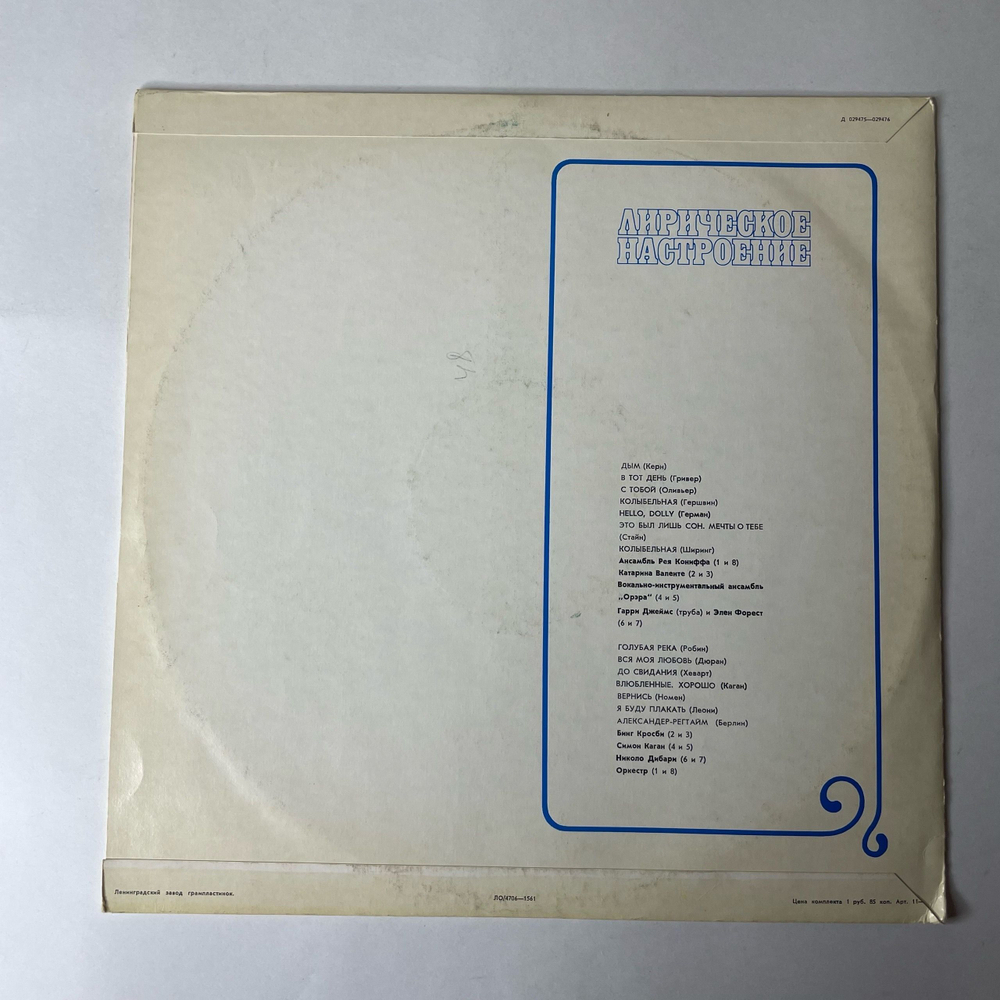 Д 029475—029476
ЛИРИЧЕСКОЕ
НАСТРОЕНИЕ
48
ДЫМ (Керн)
В ТОТ ДЕНЬ (Гривер)
С ТОБОЙ (Оливьер)
КОЛЫБЕЛЬНАЯ (Гершвин)
HELLO, DOLLY (Герман)
ЭТО БЫЛ ЛИШЬ СОН. МЕЧТЫ О ТЕБЕ
(Стайн)
КОЛЫБЕЛЬНАЯ (Ширинг)
Ансамбль Рея Кониффа (1 и 8)
Катарина Валенте (2 и 3)
Вокально-инструментальный ансамбль
„Орэра“ (4 и 5)
Гарри Джеймс (труба) и Элен Форест
(6 и 7)
ГОЛУБАЯ РЕКА (Робин)
ВСЯ МОЯ ЛЮБОВЬ (Дюран)
ДО СВИДАНИЯ (Хеварт)
ВЛЮБЛЕННЫЕ. ХОРОШО (Каган)
ВЕРНИСЬ (Номен)
Я БУДУ ПЛАКАТЬ (Леони)
АЛЕКСАНДЕР-РЕГТАЙМ (Берлин)
Бинг Кросби (2 и 3)
Симон Каган (4 и 5)
Николо Дибари (6 и 7)
Оркестр (1 и 8)
Ленинградский завод грампластинок.
ЛО/4706—1561
Цена комплекта 1 руб. 85 коп. Арт. 11—